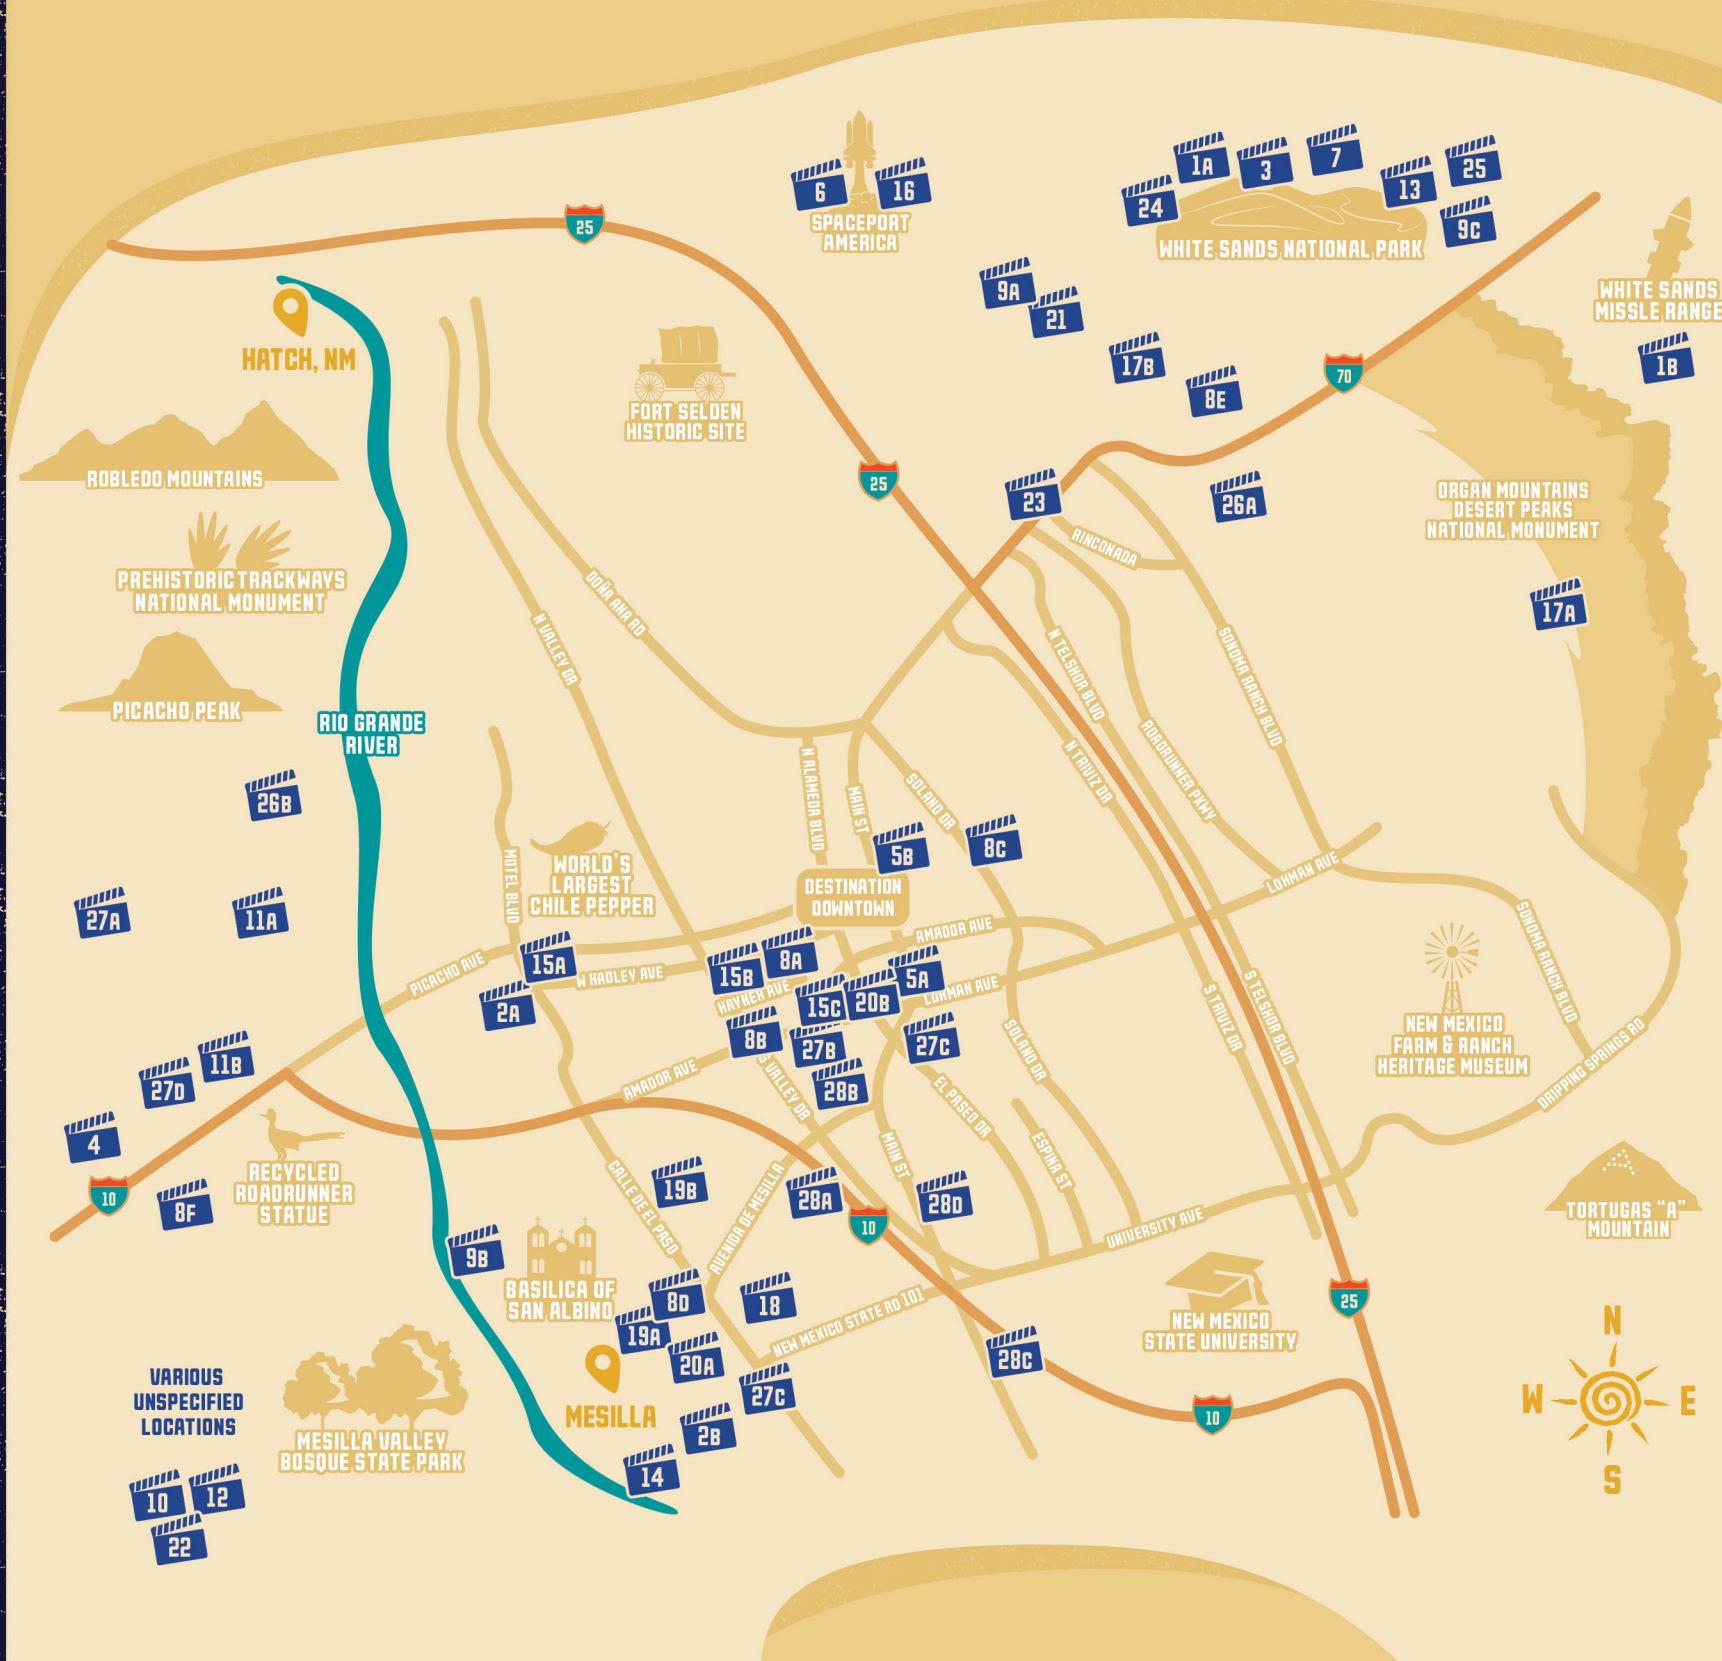 6
16
SPACEPORT
AMERICA
1A
3
7
13
25
24
9C
WHITE SANDS NATIONAL PARK
25
9A
21
WHITE SANDS
MISSLE RANGE
1B
HATCH, NM
17B
8E
70
FORT SELDEN
HISTORIC SITE
ROBLEDO MOUNTAINS
25
23
26A
ORGAN MOUNTAINS
DESERT PEAKS
NATIONAL MONUMENT
RINCONADA
PREHISTORIC TRACKWAYS
NATIONAL MONUMENT
DOÑA ANA RD
N VALLEY DR
17A
PICACHO PEAK
RIO GRANDE
RIVER
N TELSHOR BLVD
SONOMA RANCH BLVD
ROADRUNNER PKWY
N TRIVIZ DR
N ALAMEDA BLVD
MAIN ST
SOLANO DR
26B
5B
8C
WORLD'S
LARGEST
CHILE PEPPER
MOTEL BLVD
DESTINATION
DOWNTOWN
LOHMAN AVE
27A
11A
AMADOR AVE
SONOMA RANCH BLVD
PICACHO AVE
15A
W HADLEY AVE
15B
8A
5A
HAYNER AVE
15C
20B
LOHMAN AVE
2A
8B
27B
27C
SOLANO DR
S TRIVIZ DR
S TELSHOR BLVD
NEW MEXICO
FARM & RANCH
HERITAGE MUSEUM
DRIPPING SPRINGS RD
11B
27D
AMADOR AVE
S VALLEY DR
28B
EL PASEO DR
4
RECYCLED
ROADRUNNER
STATUE
10
8F
CALLE DE EL PASO
19B
AVENIDA DE MESILLA
28A
MAIN ST
28D
ESPINA ST
10
UNIVERSITY AVE
TORTUGAS "A"
MOUNTAIN
9B
BASILICA OF
SAN ALBINO
8D
18
19A
20A
NEW MEXICO STATE RD 101
NEW MEXICO
STATE UNIVERSITY
25
28C
27C
MESILLA
2B
14
10
VARIOUS
UNSPECIFIED
LOCATIONS
MESILLA VALLEY
BOSQUE STATE PARK
10
12
22
N
W
E
S